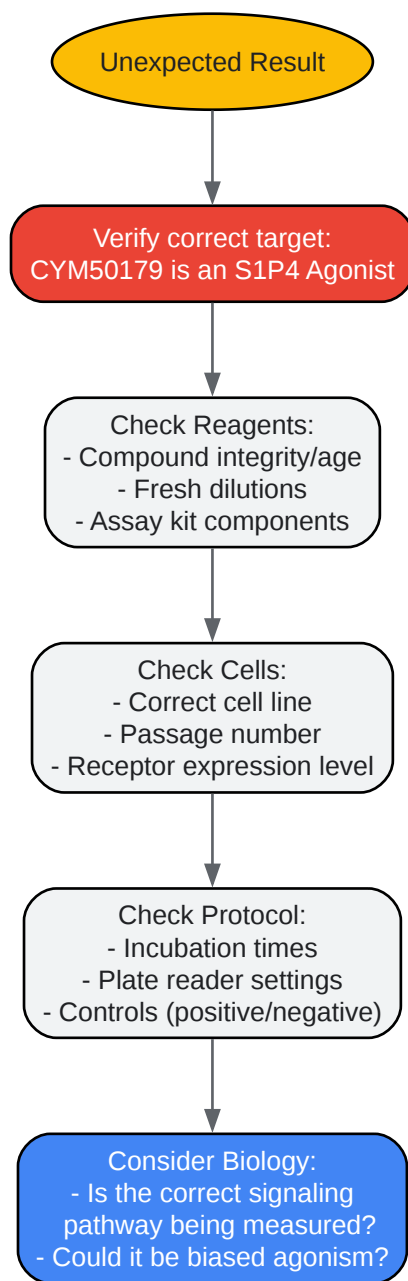 Unexpected Result
Verify correct target:
CYM50179 is an S1P4 Agonist
Check Reagents:
- Compound integrity/age
- Fresh dilutions
- Assay kit components
Check Cells:
- Correct cell line
- Passage number
- Receptor expression level
Check Protocol:
- Incubation times
- Plate reader settings
- Controls (positive/negative)
Consider Biology:
- Is the correct signaling
pathway being measured?
- Could it be biased agonism?